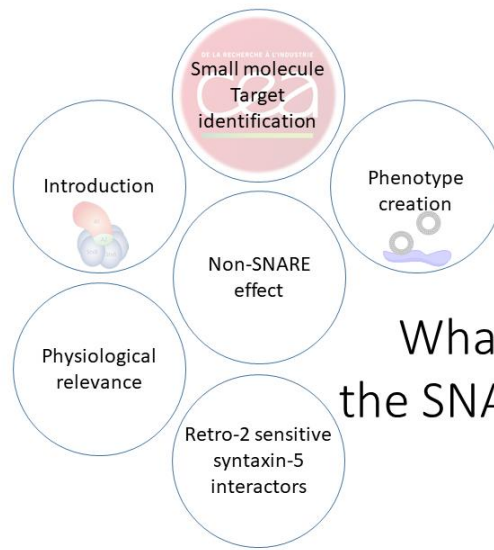 DE LA RECHERCHE À L'INDUSTRIE
cea
Small molecule
Target
identification
Introduction
Phenotype
creation
Non-SNARE
effect
Physiological
relevance
Wha
the SNA
Retro-2 sensitive
syntaxin-5
interactors